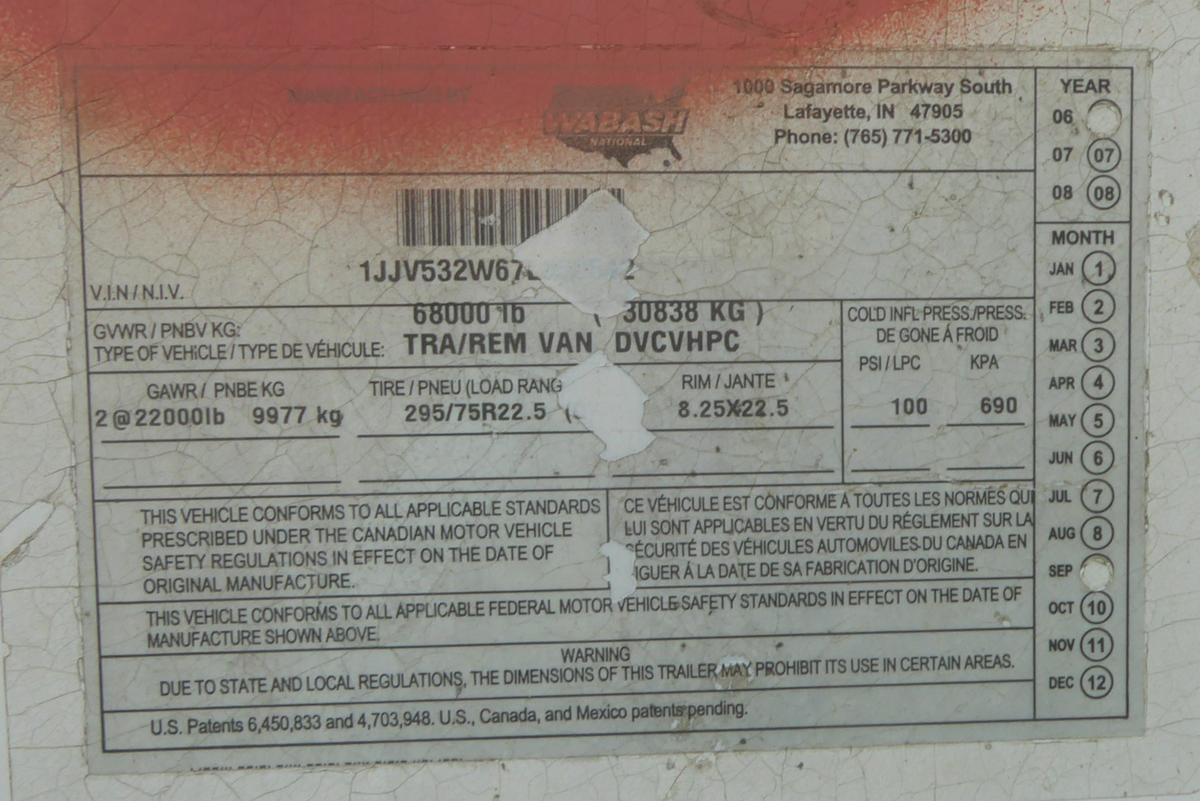 MANUFACTURED BY
WABASH
NATIONAL
1000 Sagamore Parkway South
Lafayette, IN 47905
Phone: (765) 771-5300
V.I.N / N.I.V.
1JJV532W67
GVWR / PNBV KG:
68000 lb ( 30838 KG )
TYPE OF VEHICLE / TYPE DE VÉHICULE: TRA/REM VAN DVCVHPC
COLD INFL PRESS./PRESS.
DE GONE Á FROID
PSI / LPC KPA
100 690
GAWR / PNBE KG
2@22000lb 9977 kg
TIRE / PNEU (LOAD RANG
295/75R22.5 (
RIM / JANTE
8.25X22.5
THIS VEHICLE CONFORMS TO ALL APPLICABLE STANDARDS
PRESCRIBED UNDER THE CANADIAN MOTOR VEHICLE
SAFETY REGULATIONS IN EFFECT ON THE DATE OF
ORIGINAL MANUFACTURE.
CE VÉHICULE EST CONFORME A TOUTES LES NORMES QUI
LUI SONT APPLICABLES EN VERTU DU RÉGLEMENT SUR LA
SÉCURITÉ DES VÉHICULES AUTOMOVILES DU CANADA EN
IGUER Á LA DATE DE SA FABRICATION D'ORIGINE.
THIS VEHICLE CONFORMS TO ALL APPLICABLE FEDERAL MOTOR VEHICLE SAFETY STANDARDS IN EFFECT ON THE DATE OF
MANUFACTURE SHOWN ABOVE.
WARNING
DUE TO STATE AND LOCAL REGULATIONS, THE DIMENSIONS OF THIS TRAILER MAY PROHIBIT ITS USE IN CERTAIN AREAS.
U.S. Patents 6,450,833 and 4,703,948. U.S., Canada, and Mexico patents pending.
YEAR
06
07 07
08 08
MONTH
JAN 1
FEB 2
MAR 3
APR 4
MAY 5
JUN 6
JUL 7
AUG 8
SEP
OCT 10
NOV 11
DEC 12